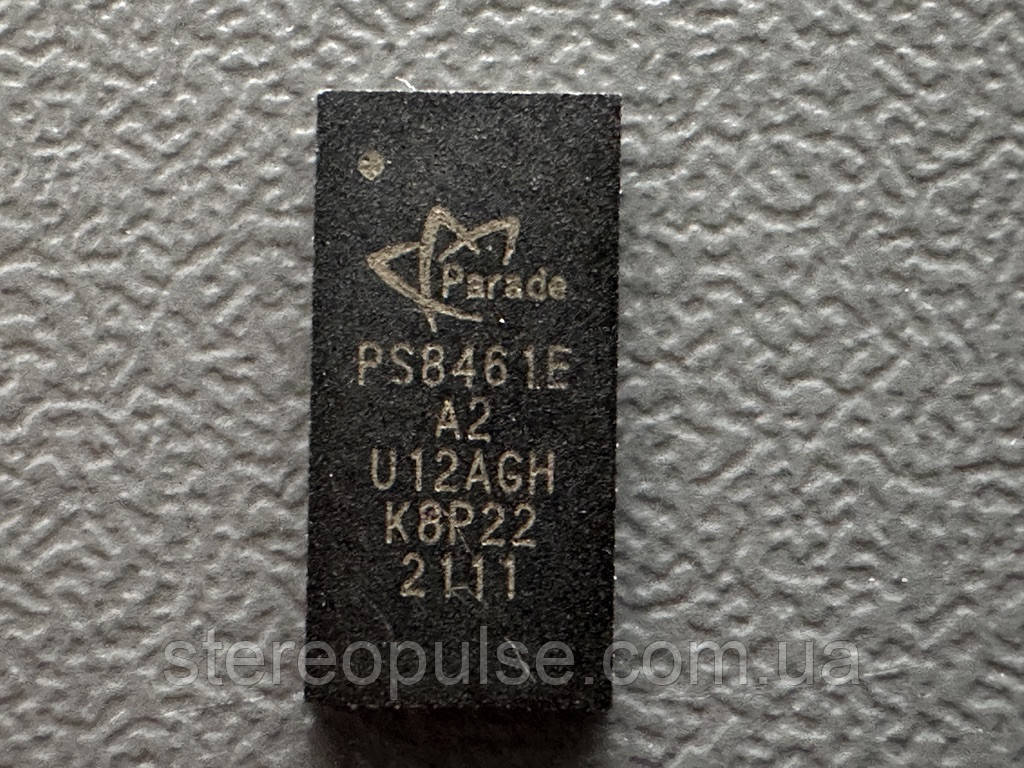 Parade
PS8461E
A2
U12AGH
K8P22
2111
stereopulse.com.ua